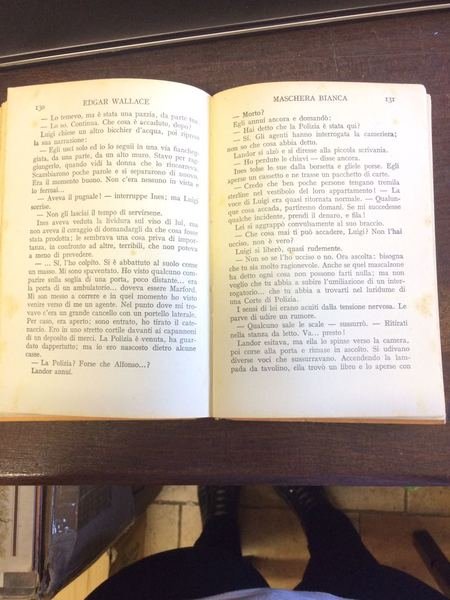 130
EDGAR WALLACE
— Lo temevo, ma è stata una pazzia, da parte tua.
— Lo so. Continua. Che cosa è accaduto, dopo?
Luigi chiese un altro bicchier d'acqua, poi riprese
la sua narrazione:
— Egli uscì solo ed io lo seguii in una via fiancheg-
giata, da una parte, da un alto muro. Stavo per rag-
giungerlo, quando vidi la donna che lo rincorreva.
Scambiarono poche parole e si separarono di nuovo.
Era il momento buono. Non c'era nessuno in vista e
lo fermai...
— Aveva il pugnale! — interruppe Ines; ma Luigi
sorrise.
— Non gli lasciai il tempo di servirsene.
Ines aveva veduta la lividura sul viso di lui, ma
non aveva il coraggio di domandargli da che cosa fosse
stata prodotta; le sembrava una cosa priva di impor-
tanza, in confronto ad altre, terribili, che non poteva
a meno di prevedere.
— Sì, l'ho colpito. Si è abbattuto al suolo come
un masso. Mi sono spaventato. Ho visto qualcuno com-
parire sulla soglia di una porta, poco distante... era
la porta di un ambulatorio... doveva essere Marford.
Mi son messo a correre e in quel momento ho visto
venire verso di me un agente. Nel punto dove mi tro-
vavo c'era un grande cancello con un portello laterale.
Per caso, era aperto; sono entrato, ho tirato il cate-
naccio. Ero in uno stretto cortile davanti ai capannoni
di un deposito di merci. La Polizia è venuta, ha guar-
dato dappertutto; ma io ero nascosto dietro alcune
casse.
— La Polizia? Forse che Alfonso...?
Landor annuì.
MASCHERA BIANCA
131
— Morto?
Egli annuì ancora e domandò:
— Hai detto che la Polizia è stata qui?
— Sì. Gli agenti hanno interrogata la cameriera;
non so che cosa abbia detto.
Landor si alzò e si diresse alla piccola scrivania.
— Ho perdute le chiavi — disse ancora.
Ines tolse le sue dalla borsetta e gliele porse. Egli
aperse un cassetto e ne trasse un pacchetto di carte.
— Credo che ben poche persone tengano tremila
sterline nel vestibolo del loro appartamento! — La
voce di Luigi era quasi ritornata normale. — Qualun-
que cosa accada, partiremo domani. Se mi succedesse
qualche incidente, prendi il denaro, e fila!
Lei si aggrappò convulsamente al suo braccio.
— Che cosa mai ti può accadere, Luigi? Non l'hai
ucciso, non è vero?
Luigi si liberò, quasi rudemente.
— Non so se l'ho ucciso o no. Ora ascolta: bisogna
che tu sia molto ragionevole. Anche se quel mascalzone
ha detto ogni cosa non possono farti nulla; ma non
voglio che tu abbia a subire l'umiliazione di un inter-
rogatorio... che tu abbia a trovarti nel luridume di
una Corte di Polizia.
I sensi di lei erano acuiti dalla tensione nervosa. Le
parve di udire un rumore.
— Qualcuno sale le scale — sussurrò. — Ritirati
nella stanza da letto. Va... presto!
Landor esitava, ma ella lo spinse verso la camera,
poi corse alla porta e rimase in ascolto. Si udivano
diverse voci che sussurravano. Accendendo la lam-
pada da tavolino, ella trovò un libro e lo aperse con